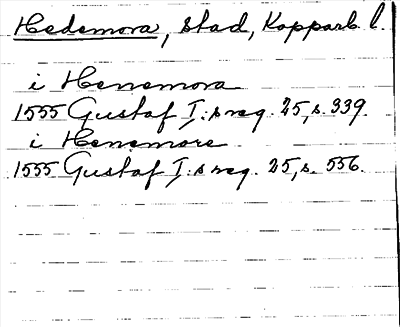 Hedemora, stad, Kopparb. l.
i Henemora
1555 Gustaf I:s reg. 25, s. 339.
i Henemore
1555 Gustaf I:s reg. 25, s. 556.